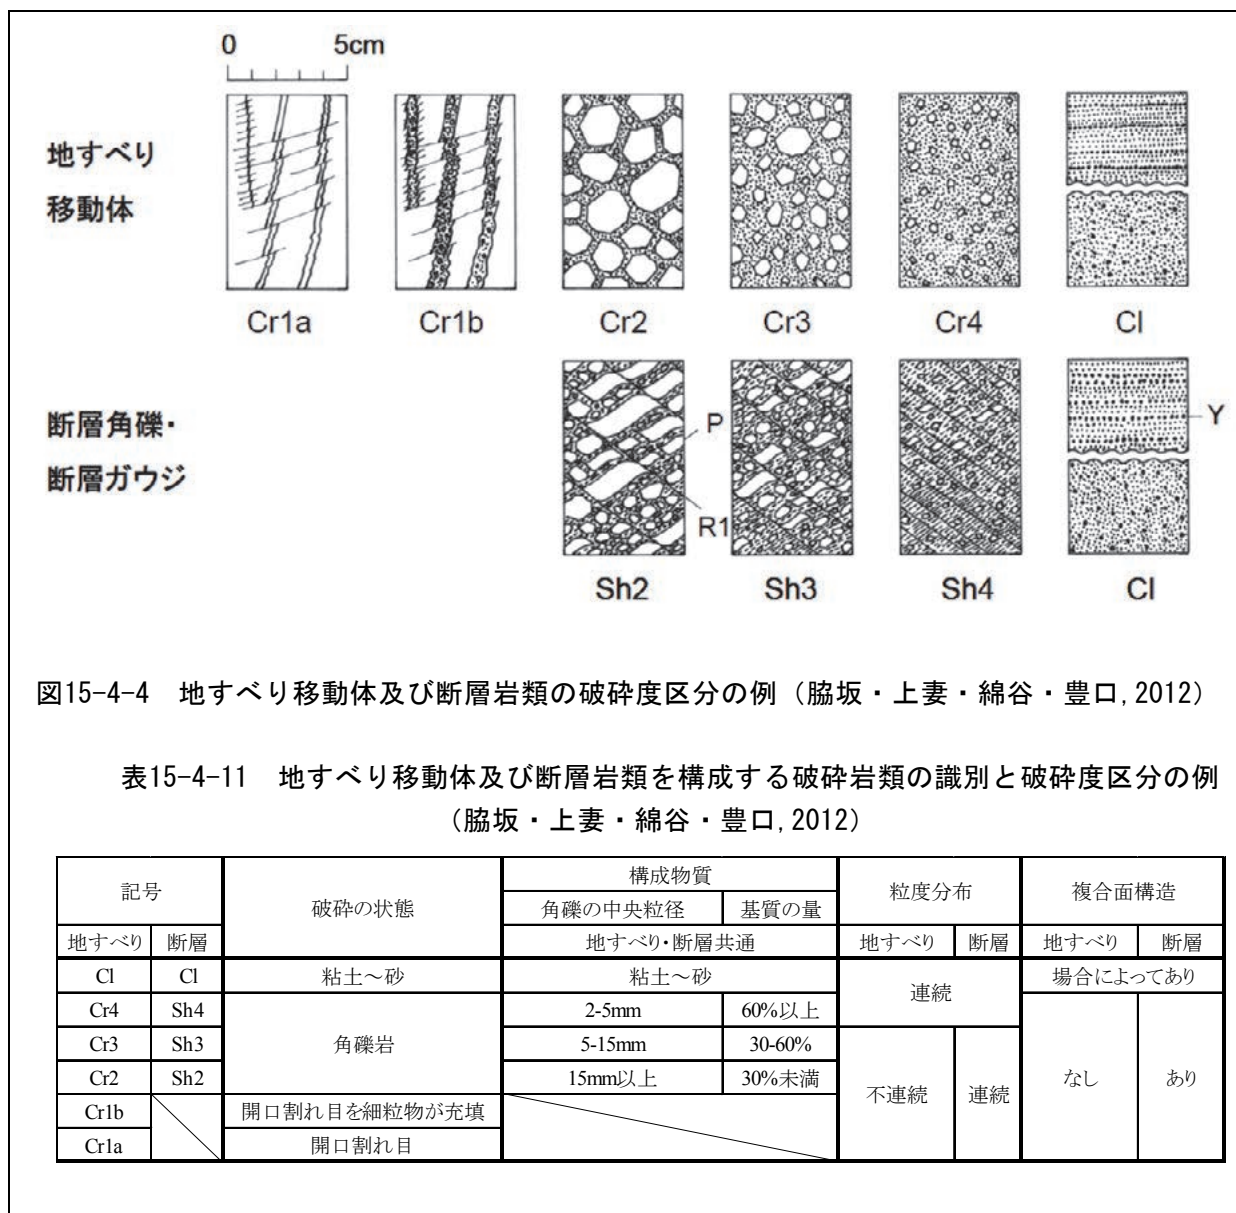 0 5cm
地すべり
移動体
Cr1a Cr1b Cr2 Cr3 Cr4 Cl
断層角礫・
断層ガウジ
P
R1
Y
Sh2 Sh3 Sh4 Cl
図15-4-4 地すべり移動体及び断層岩類の破砕度区分の例（脇坂・上妻・綿谷・豊口,2012）
表15-4-11 地すべり移動体及び断層岩類を構成する破砕岩類の識別と破砕度区分の例
（脇坂・上妻・綿谷・豊口,2012）
記号 破砕の状態 構成物質 粒度分布 複合面構造
角礫の中央粒径 基質の量
地すべり 断層 地すべり・断層共通 地すべり 断層 地すべり 断層
Cl Cl 粘土～砂 粘土～砂 連続 場合によってあり
Cr4 Sh4 角礫岩 2-5mm 60%以上 なし あり
Cr3 Sh3 5-15mm 30-60% 不連続 連続
Cr2 Sh2 15mm以上 30%未満
Cr1b 開口割れ目を細粒物が充填
Cr1a 開口割れ目